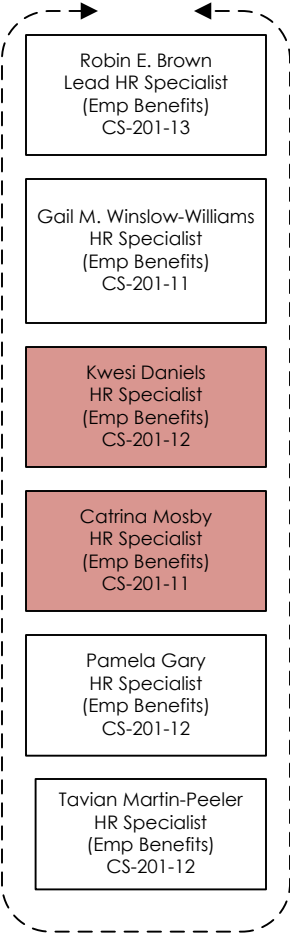 Robin E. Brown
Lead HR Specialist
(Emp Benefits)
CS-201-13
Gail M. Winslow-Williams
HR Specialist
(Emp Benefits)
CS-201-11
Kwesi Daniels
HR Specialist
(Emp Benefits)
CS-201-12
Catrina Mosby
HR Specialist
(Emp Benefits)
CS-201-11
Pamela Gary
HR Specialist
(Emp Benefits)
CS-201-12
Tavian Martin-Peeler
HR Specialist
(Emp Benefits)
CS-201-12